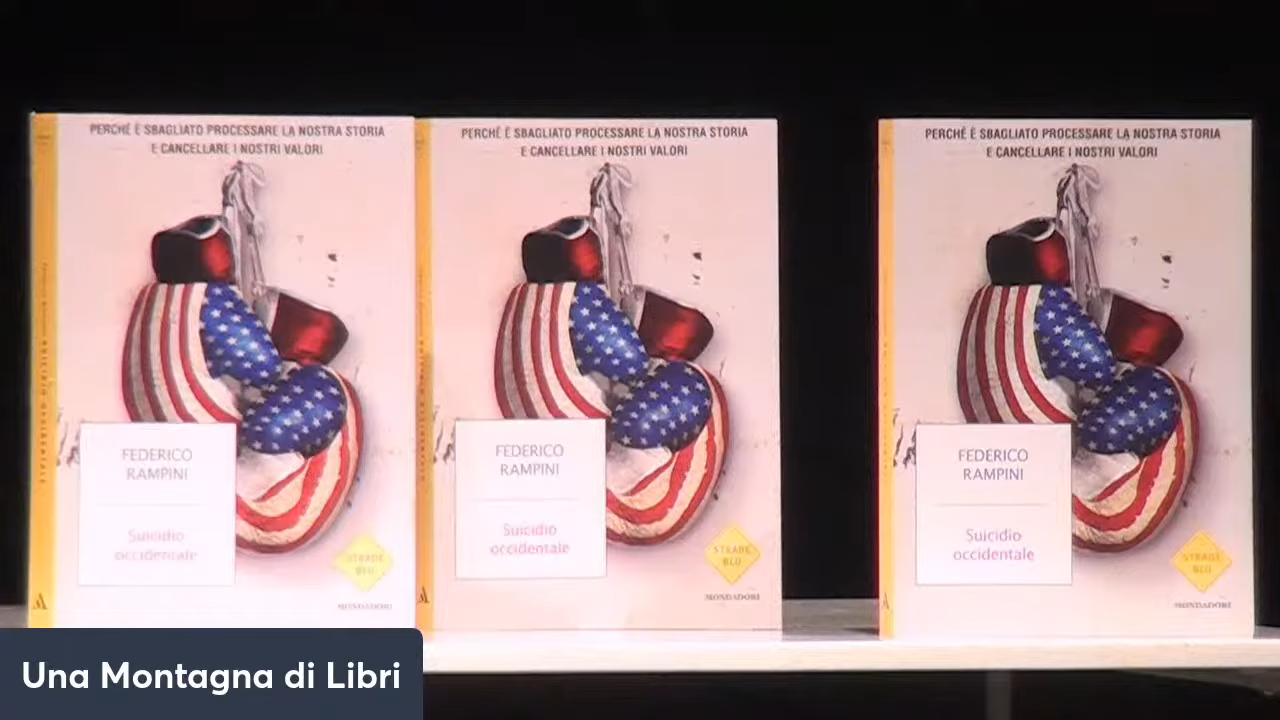 PERCHÉ È SBAGLIATO PROCESSARE LA NOSTRA STORIA
E CANCELLARE I NOSTRI VALORI
FEDERICO
RAMPINI
Suicidio
occidentale
STRADE
BLU
MONDADORI
PERCHÉ È SBAGLIATO PROCESSARE LA NOSTRA STORIA
E CANCELLARE I NOSTRI VALORI
FEDERICO
RAMPINI
Suicidio
occidentale
STRADE
BLU
MONDADORI
PERCHÉ È SBAGLIATO PROCESSARE LA NOSTRA STORIA
E CANCELLARE I NOSTRI VALORI
FEDERICO
RAMPINI
Suicidio
occidentale
STRADE
BLU
MONDADORI
Una Montagna di Libri